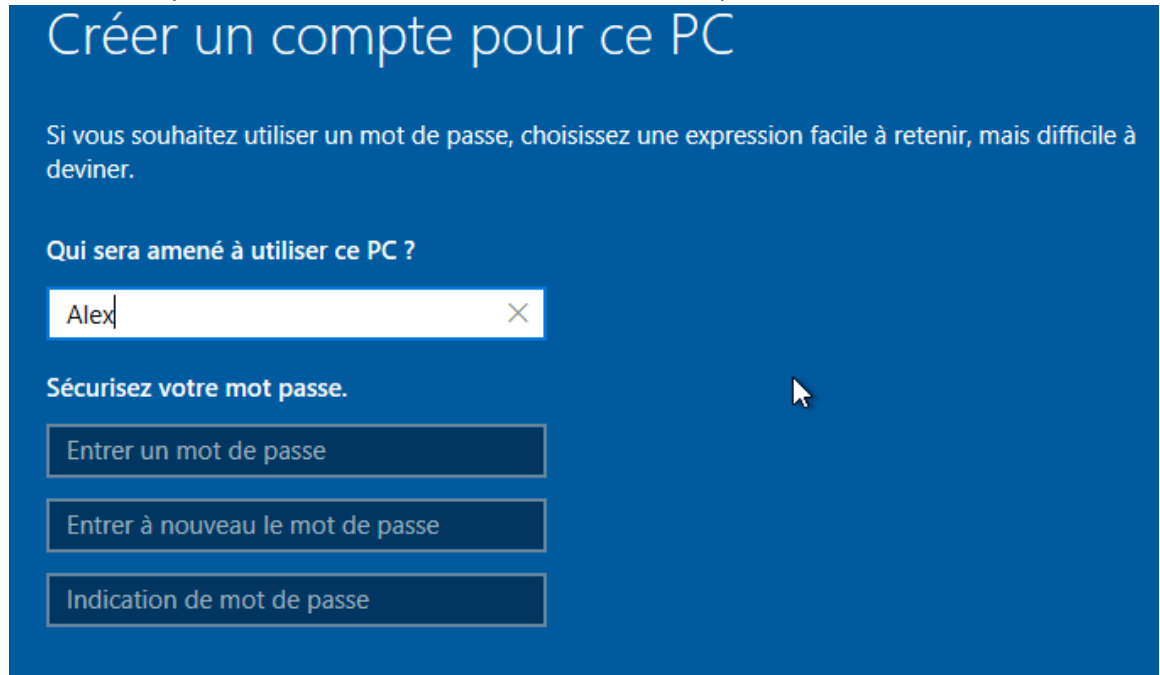 Créer un compte pour ce PC
Si vous souhaitez utiliser un mot de passe, choisissez une expression facile à retenir, mais difficile à
deviner.
Qui sera amené à utiliser ce PC ?
Alex
Sécurisez votre mot passe.
Entrer un mot de passe
Entrer à nouveau le mot de passe
Indication de mot de passe